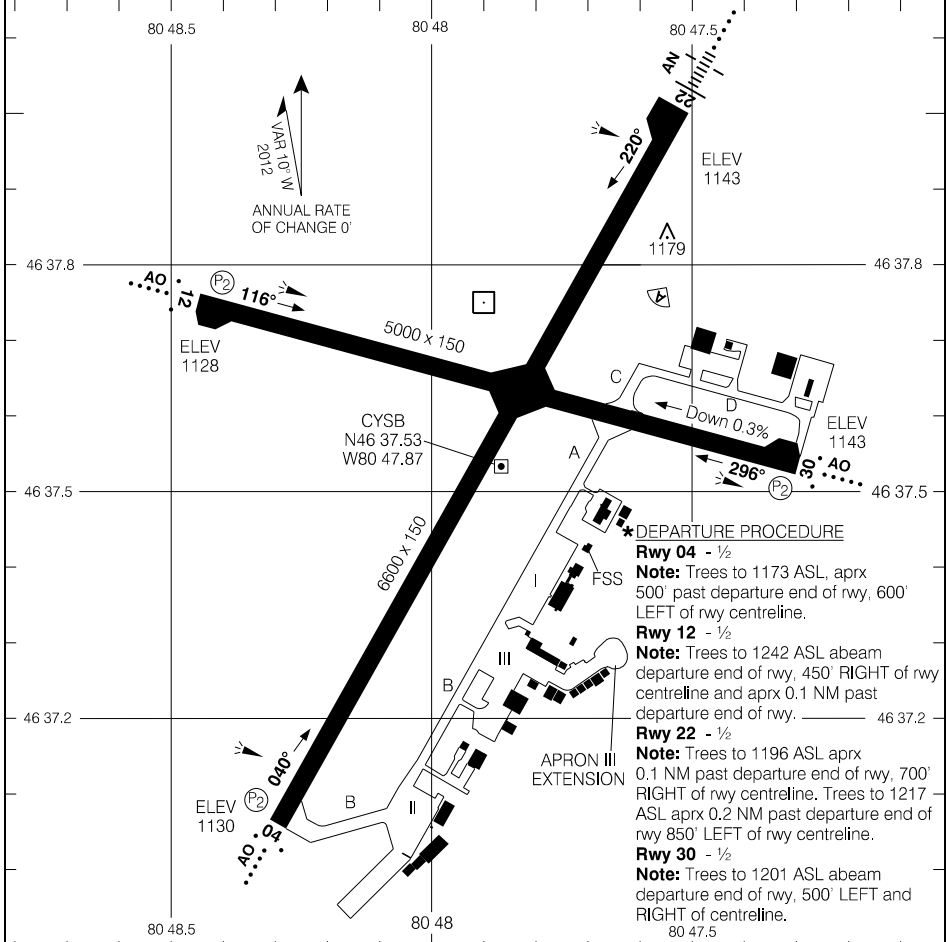 80 48.5
80 48
80 47.5
AN
22
VAR 10° W
2012
220°
ELEV
1143
ANNUAL RATE
OF CHANGE 0'
1179
46 37.8
46 37.8
AO
12
P2
116°
A
5000 x 150
ELEV
1128
C
D
Down 0.3%
CYSB
N46 37.53
W80 47.87
A
ELEV
1143
296°
30
AO
P2
46 37.5
46 37.5
6600 x 150
* DEPARTURE PROCEDURE
Rwy 04 - ½
Note: Trees to 1173 ASL, aprx
500' past departure end of rwy, 600'
LEFT of rwy centreline.
Rwy 12 - ½
Note: Trees to 1242 ASL abeam
departure end of rwy, 450' RIGHT of rwy
centreline and aprx 0.1 NM past
departure end of rwy.
Rwy 22 - ½
Note: Trees to 1196 ASL aprx
0.1 NM past departure end of rwy, 700'
RIGHT of rwy centreline. Trees to 1217
ASL aprx 0.2 NM past departure end of
rwy 850' LEFT of rwy centreline.
Rwy 30 - ½
Note: Trees to 1201 ASL abeam
departure end of rwy, 500' LEFT and
RIGHT of centreline.
FSS
I
III
B
46 37.2
46 37.2
APRON III
EXTENSION
040°
P2
B
II
ELEV
1130
04
AO
80 48.5
80 48
80 47.5